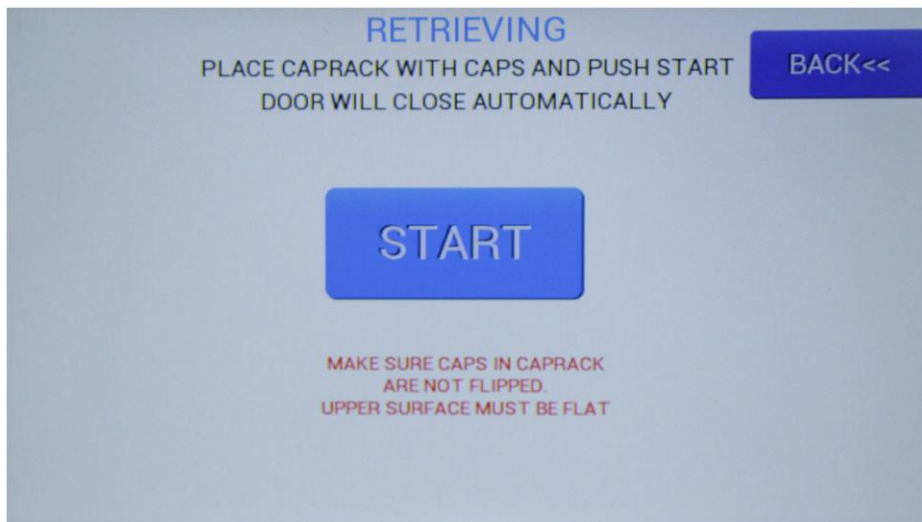 RETRIEVING
PLACE CAPRACK WITH CAPS AND PUSH START
DOOR WILL CLOSE AUTOMATICALLY
BACK<<
START
MAKE SURE CAPS IN CAPRACK
ARE NOT FLIPPED.
UPPER SURFACE MUST BE FLAT